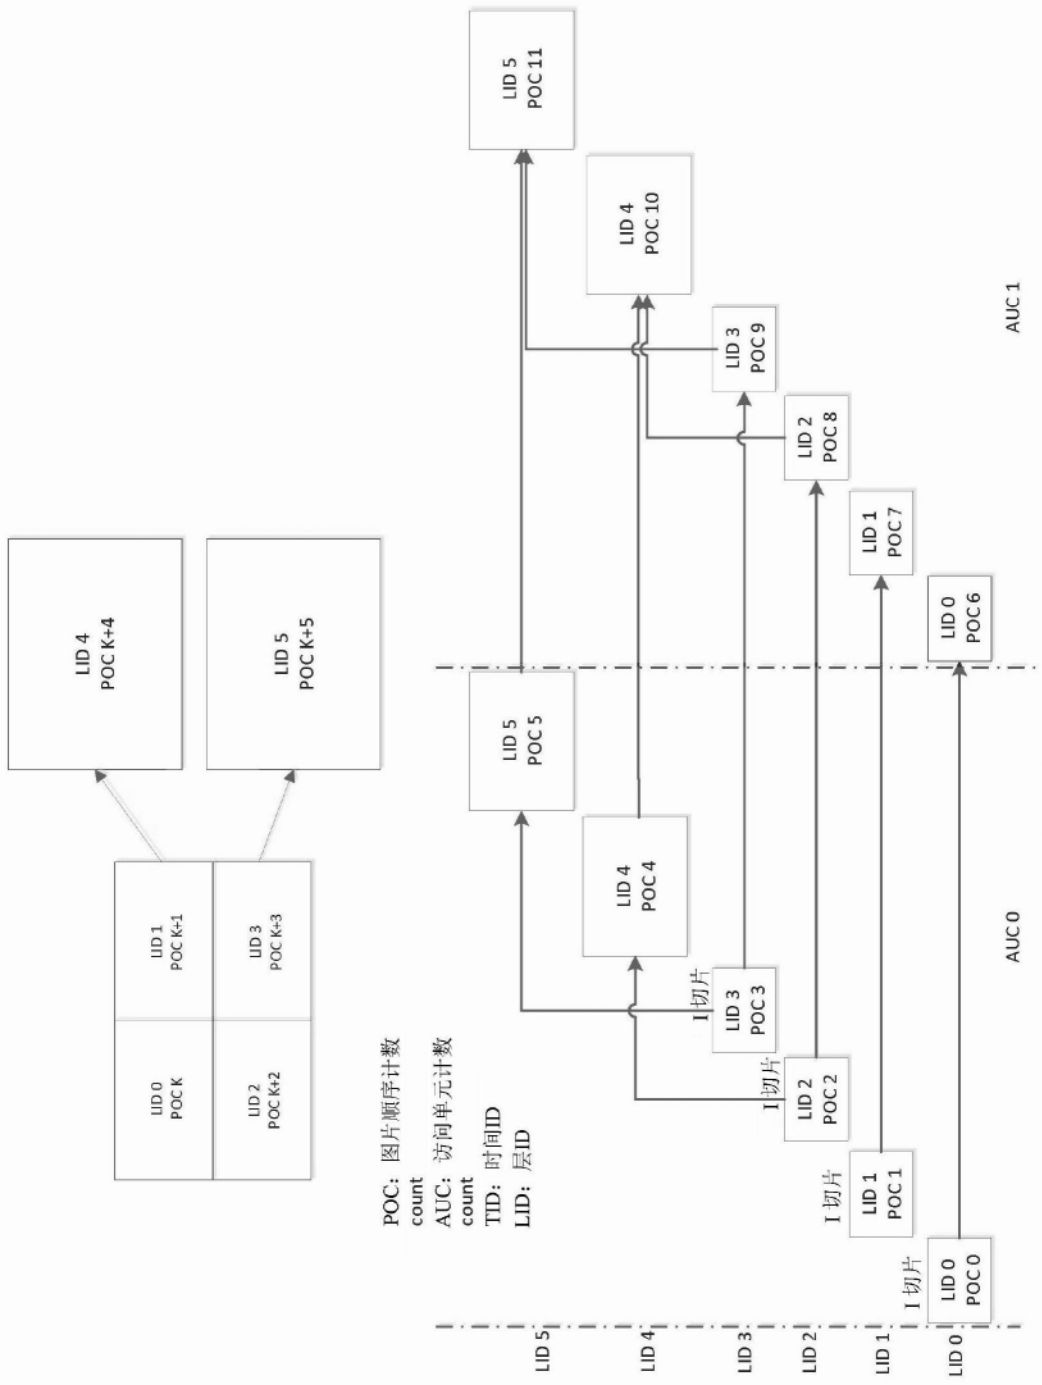 LID 0
POC K
LID 1
POC K+1
LID 2
POC K+2
LID 3
POC K+3
LID 4
POC K+4
LID 5
POC K+5
POC: 图片顺序计数
count
AUC: 访问单元计数
count
TID: 时间ID
LID: 层ID
LID 5
LID 5
POC 5
LID 5
POC 11
LID 4
LID 4
POC 4
LID 4
POC 10
LID 3
I 切片
LID 3
POC 3
LID 3
POC 9
LID 2
I 切片
LID 2
POC 2
LID 2
POC 8
LID 1
I 切片
LID 1
POC 1
LID 1
POC 7
LID 0
I 切片
LID 0
POC 0
LID 0
POC 6
AUC 0
AUC 1